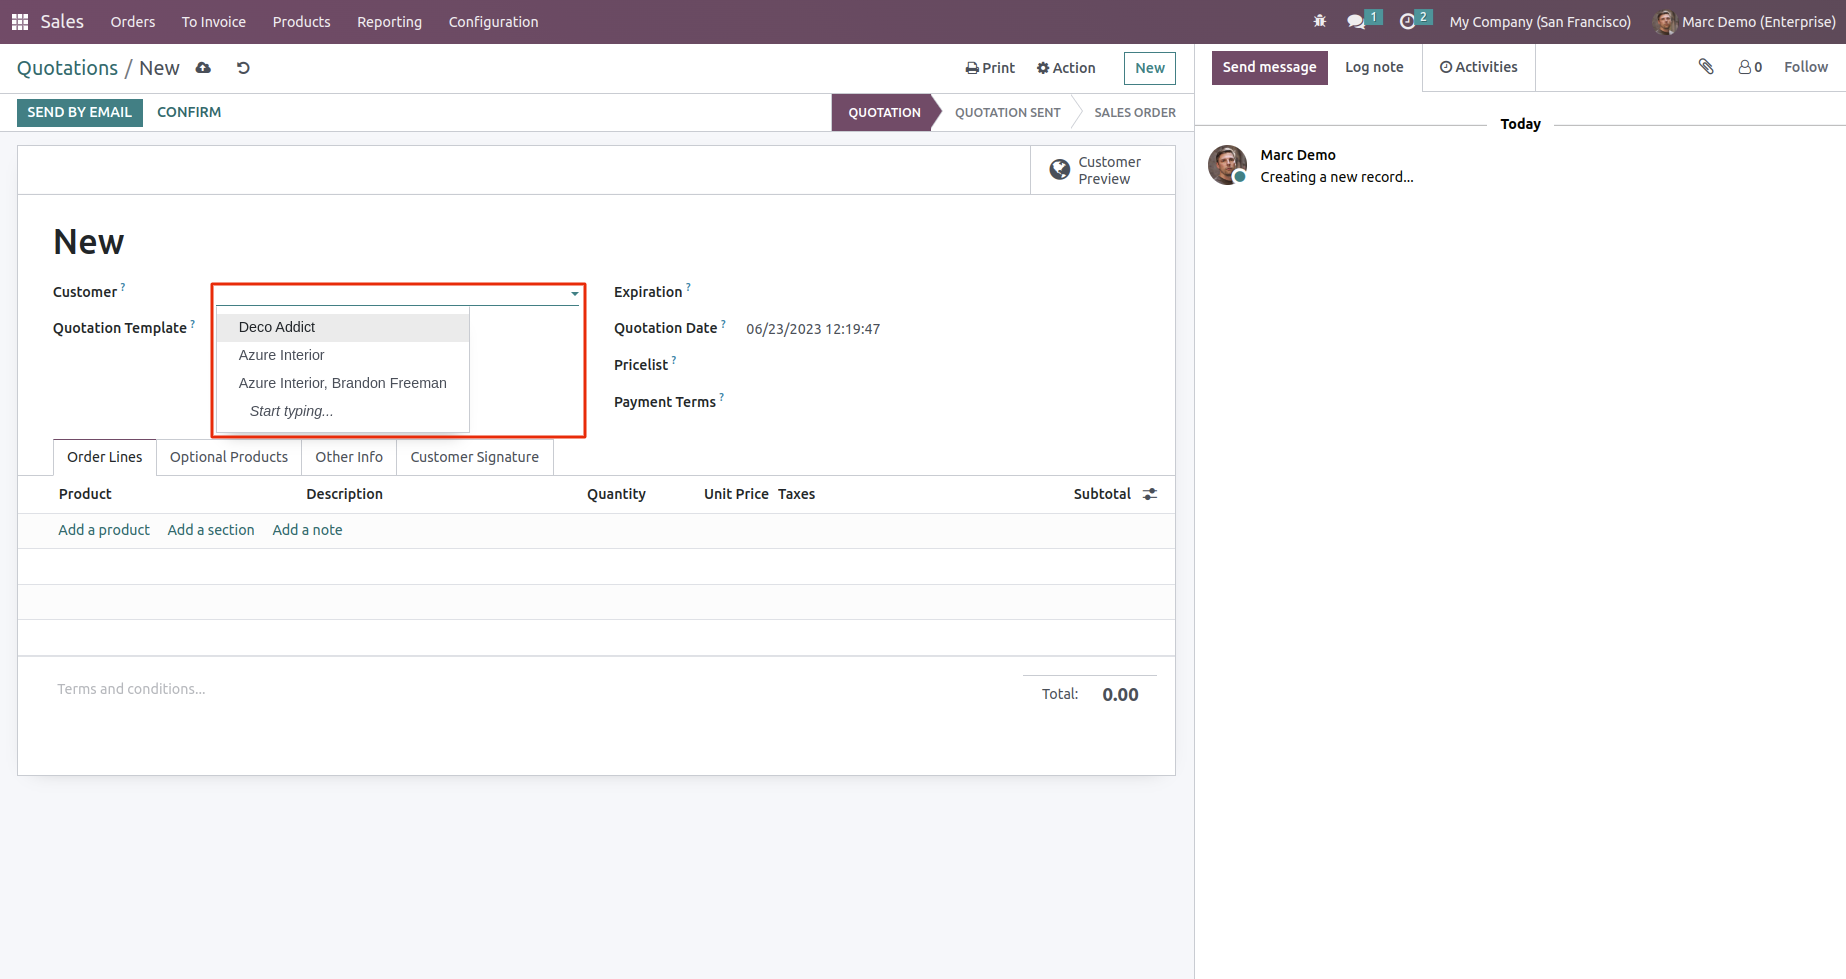 Sales Orders To Invoice Products Reporting Configuration 1 2 My Company (San Francisco) Marc Demo (Enterprise)
Quotations / New Print Action New
Send message Log note Activities 0 Follow
SEND BY EMAIL CONFIRM QUOTATION QUOTATION SENT SALES ORDER
Today
Marc Demo
Creating a new record...
Customer
Preview
New
Customer ?
Quotation Template ?
Deco Addict
Azure Interior
Azure Interior, Brandon Freeman
Start typing...
Expiration ?
Quotation Date ? 06/23/2023 12:19:47
Pricelist ?
Payment Terms ?
Order Lines Optional Products Other Info Customer Signature
Product Description Quantity Unit Price Taxes Subtotal
Add a product Add a section Add a note
Terms and conditions...
Total: 0.00